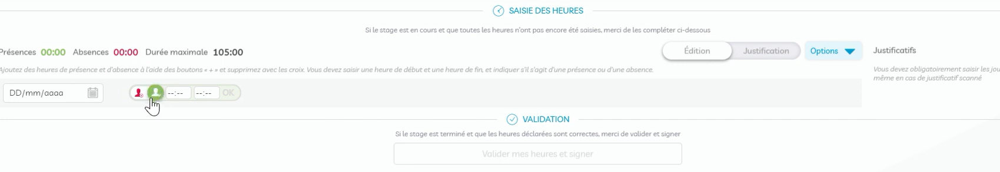 SAISIE DES HEURES
Si le stage est en cours et que toutes les heures n'ont pas encore été saisies, merci de les compléter ci-dessous
Présences 00:00 Absences 00:00 Durée maximale 105:00
Édition Justification Options Justificatifs
Ajoutez des heures de présence et d'absence à l'aide des boutons « + » et supprimez avec les croix. Vous devez saisir une heure de début et une heure de fin, et indiquer s'il s'agit d'une présence ou d'une absence.
Vous devez obligatoirement saisir les
même en cas de justificatif scanné
DD/mm/aaaa --:-- --:-- OK
VALIDATION
Si le stage est terminé et que les heures déclarées sont correctes, merci de valider et signer
Valider mes heures et signer